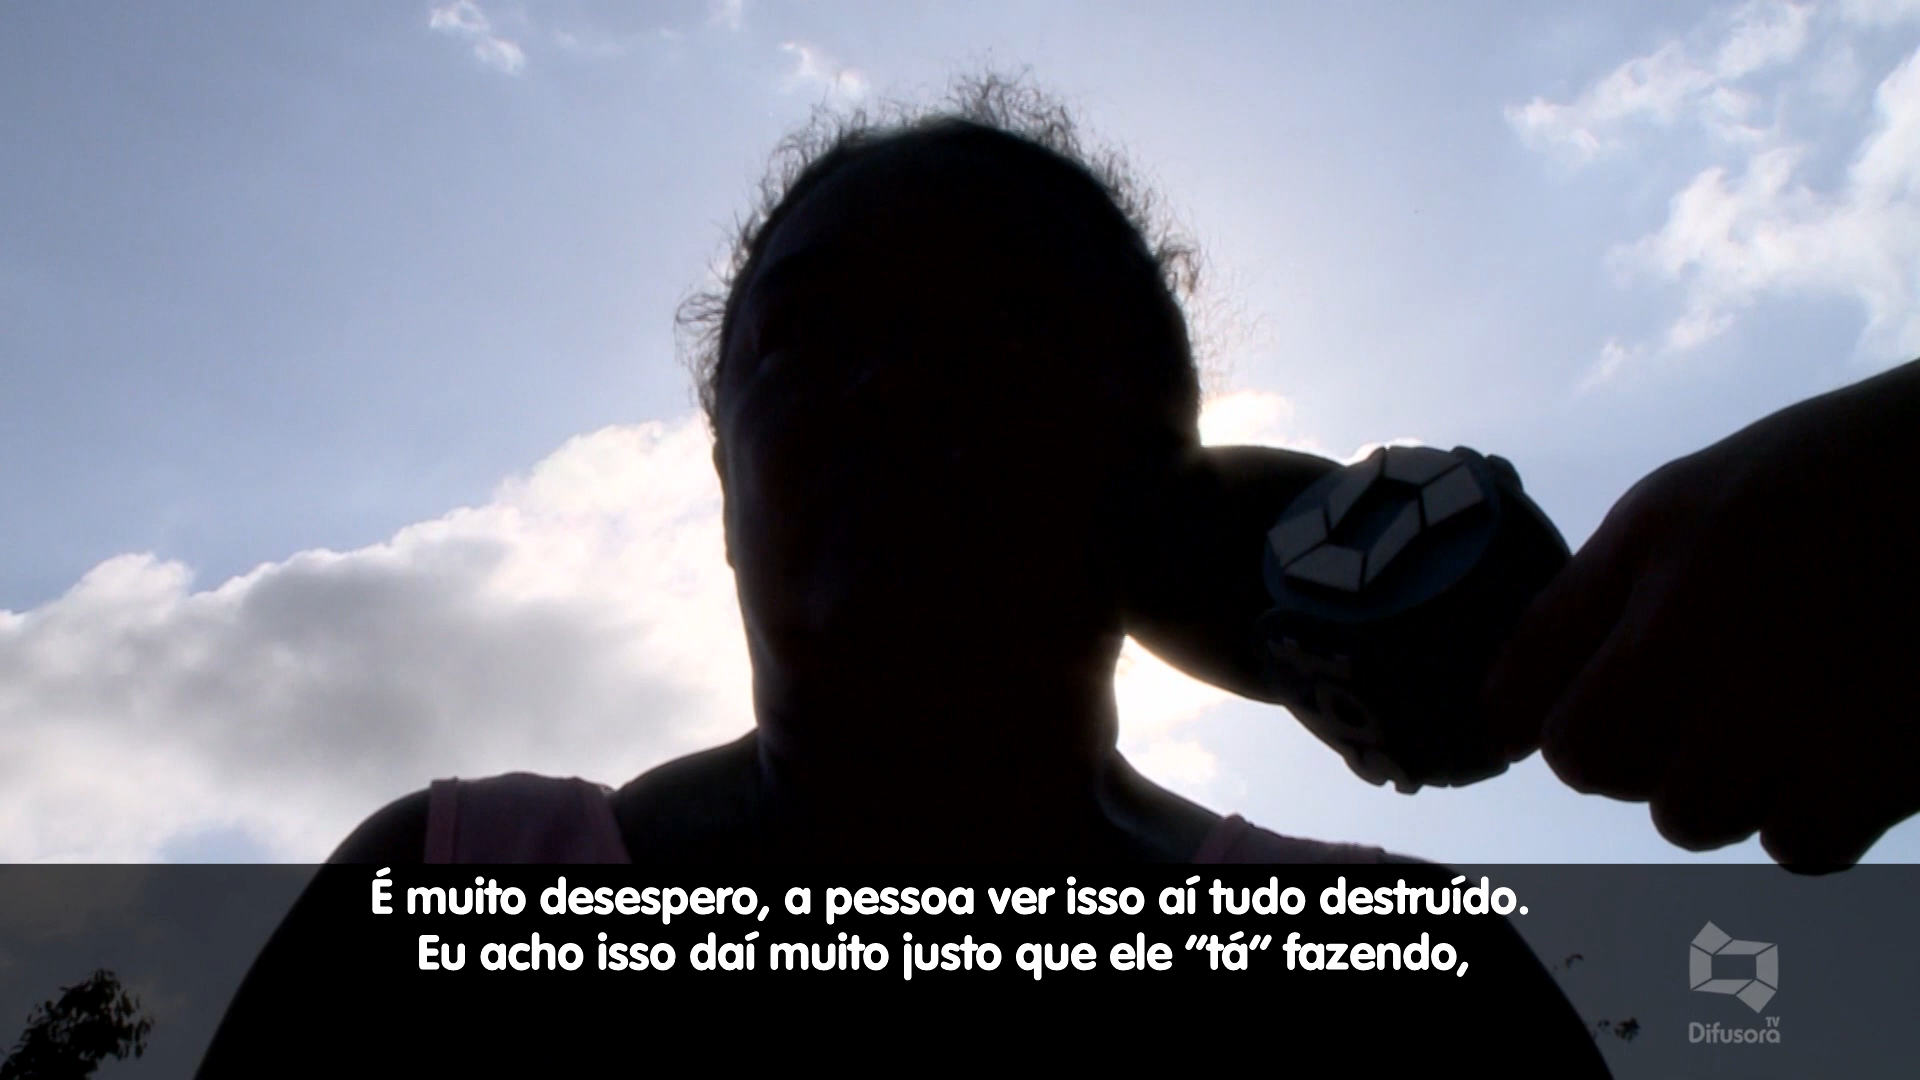 É muito desespero, a pessoa ver isso aí tudo destruído.
Eu acho isso daí muito justo que ele "tá" fazendo,
TV
Difusora